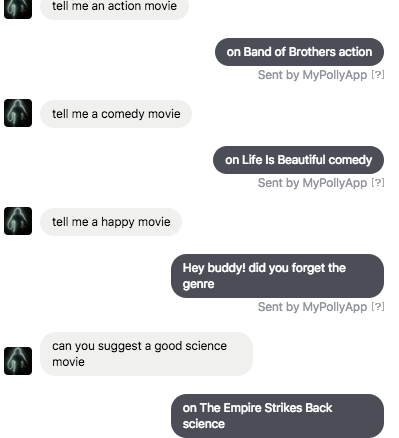 tell me an action movie
on Band of Brothers action
Sent by MyPollyApp [?]
tell me a comedy movie
on Life Is Beautiful comedy
Sent by MyPollyApp [?]
tell me a happy movie
Hey buddy! did you forget the
genre
Sent by MyPollyApp [?]
can you suggest a good science
movie
on The Empire Strikes Back
science